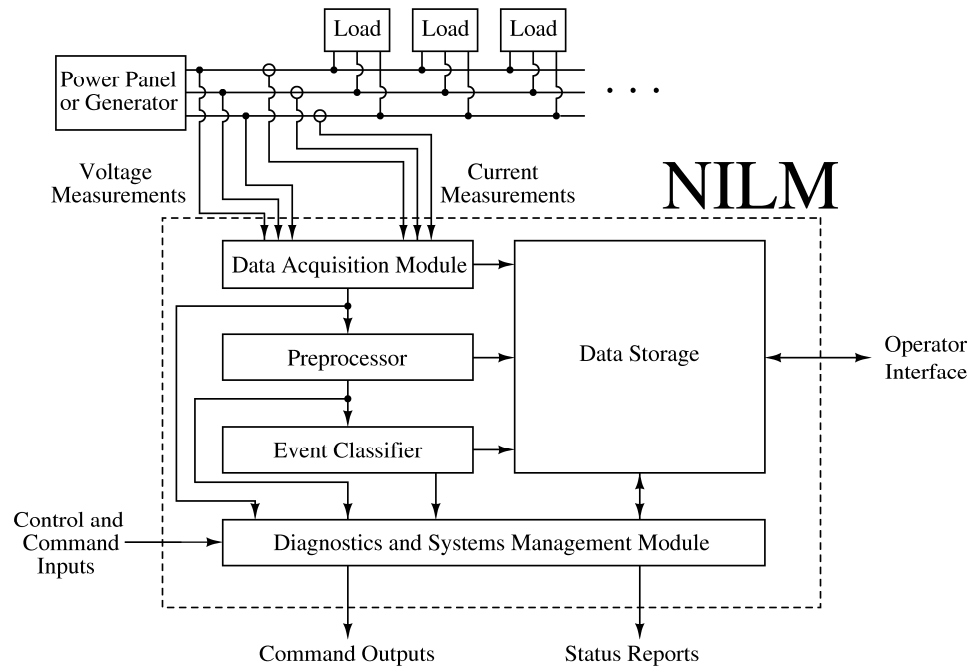 Load Load Load
Power Panel
or Generator
. . .
Voltage
Measurements
Current
Measurements
NILM
Data Acquisition Module
Preprocessor
Data Storage
Operator
Interface
Event Classifier
Control and
Command
Inputs
Diagnostics and Systems Management Module
Command Outputs
Status Reports